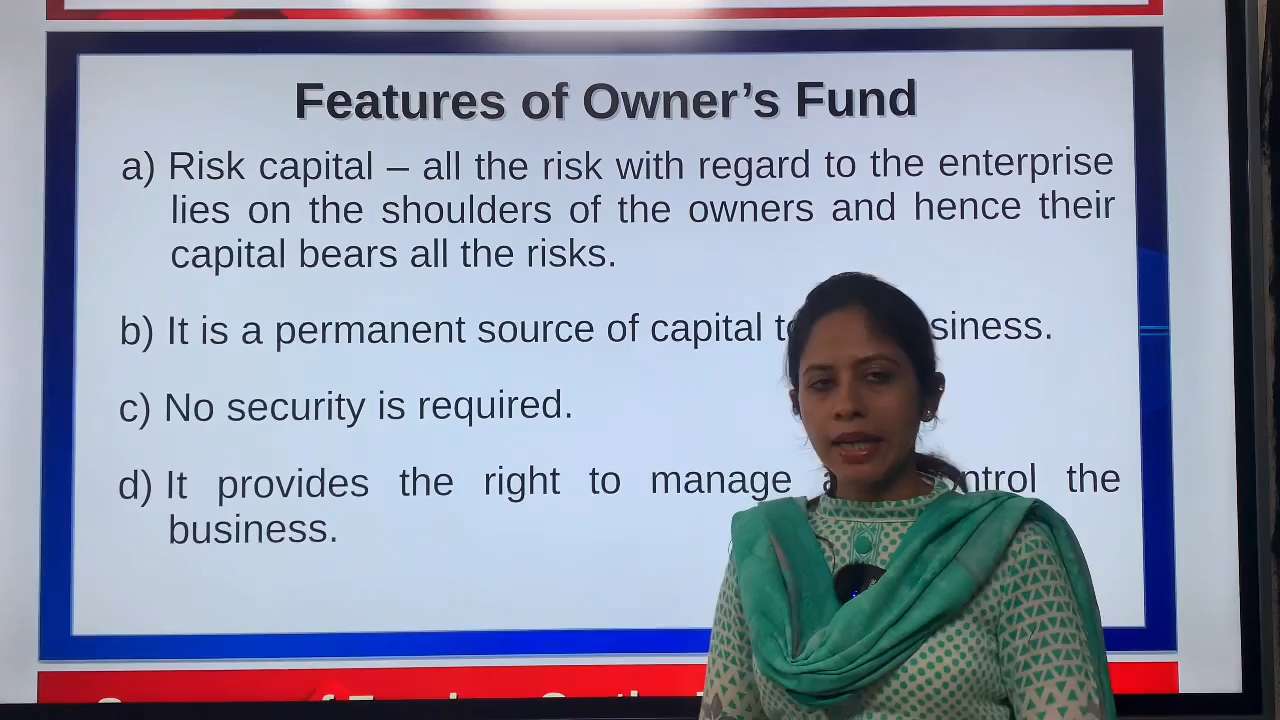 Features of Owner’s Fund
a) Risk capital – all the risk with regard to the enterprise
lies on the shoulders of the owners and hence their
capital bears all the risks.
b) It is a permanent source of capital
c) No security is required.
d) It provides the right to manage the
business.